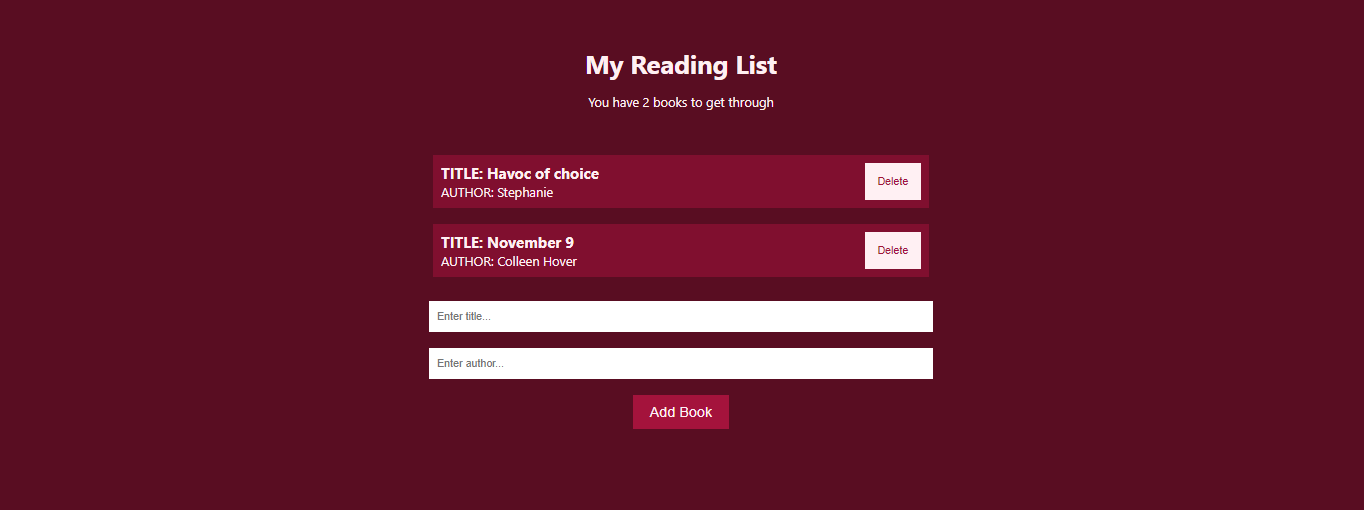 My Reading List
You have 2 books to get through
TITLE: Havoc of choice
AUTHOR: Stephanie
Delete
TITLE: November 9
AUTHOR: Colleen Hover
Delete
Enter title...
Enter author...
Add Book